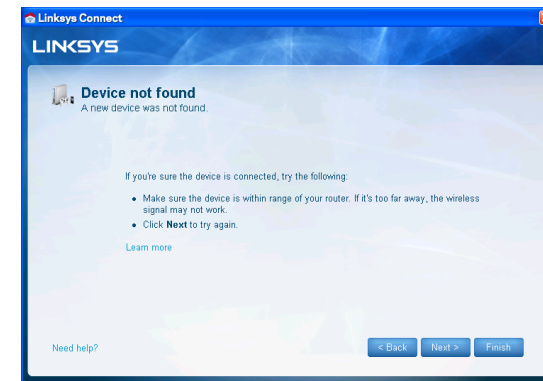 Linksys Connect
LINKSYS
Device not found
A new device was not found.
If you're sure the device is connected, try the following:
• Make sure the device is within range of your router. If it's too far away, the wireless
signal may not work.
• Click Next to try again.
Learn more
Need help?
< Back
Next >
Finish